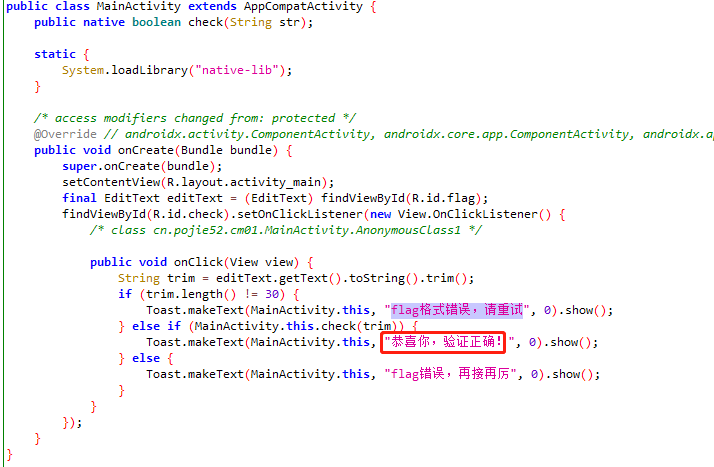 public class MainActivity extends AppCompatActivity {
    public native boolean check(String str);

    static {
        System.loadLibrary("native-lib");
    }

    /* access modifiers changed from: protected */
    @Override // androidx.activity.ComponentActivity, androidx.core.app.ComponentActivity, androidx.ap
    public void onCreate(Bundle bundle) {
        super.onCreate(bundle);
        setContentView(R.layout.activity_main);
        final EditText editText = (EditText) findViewById(R.id.flag);
        findViewById(R.id.check).setOnClickListener(new View.OnClickListener() {
            /* class cn.pojie52.cm01.MainActivity.AnonymousClass1 */

            public void onClick(View view) {
                String trim = editText.getText().toString().trim();
                if (trim.length() != 30) {
                    Toast.makeText(MainActivity.this, "flag格式错误，请重试", 0).show();
                } else if (MainActivity.this.check(trim)) {
                    Toast.makeText(MainActivity.this, "恭喜你，验证正确！", 0).show();
                } else {
                    Toast.makeText(MainActivity.this, "flag错误，再接再厉", 0).show();
                }
            }
        });
    }
}